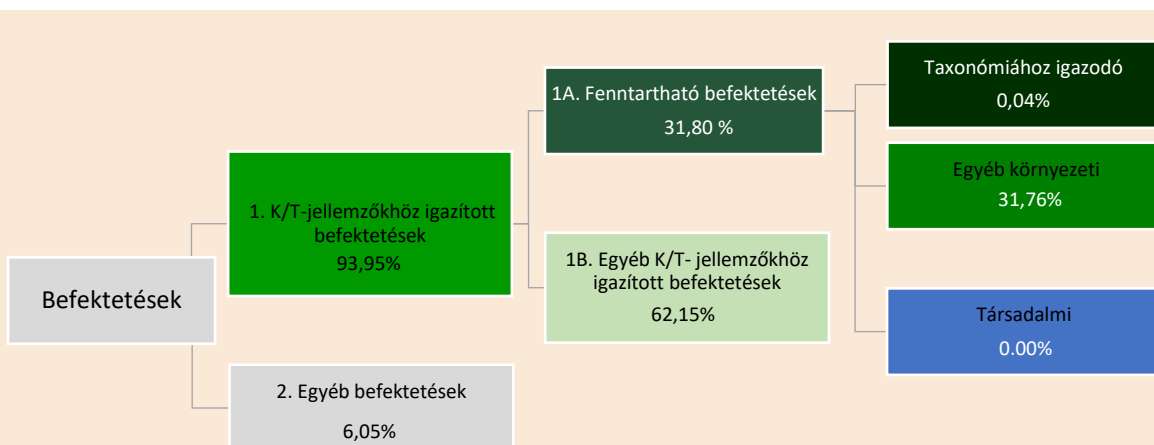 Befektetések
1. K/T-jellemzőkhöz igazított
befektetések
93,95%
2. Egyéb befektetések
6,05%
1A. Fenntartható befektetések
31,80 %
1B. Egyéb K/T- jellemzőkhöz
igazított befektetések
62,15%
Taxonómiához igazodó
0,04%
Egyéb környezeti
31,76%
Társadalmi
0.00%